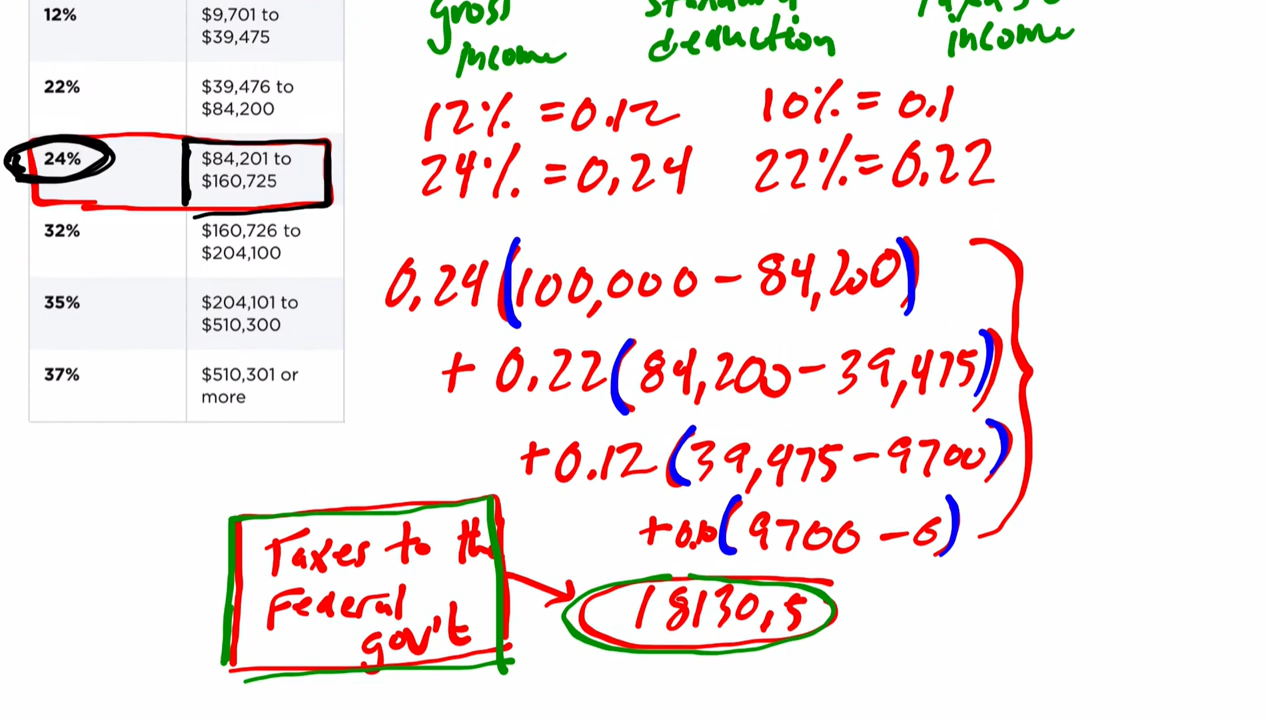 12%
$9,701 to
$39,475
22%
$39,476 to
$84,200
24%
$84,201 to
$160,725
32%
$160,726 to
$204,100
35%
$204,101 to
$510,300
37%
$510,301 or
more
gross
income
deduction
income
12% = 0.12 10% = 0.1
24% = 0.24 22% = 0.22
0.24(100,000 - 84,200)
+ 0.22(84,200 - 39,475)
+0.12(39,475 - 9700)
+0.10(9700 - 0)
Taxes to the
Federal
gov't
18130.5